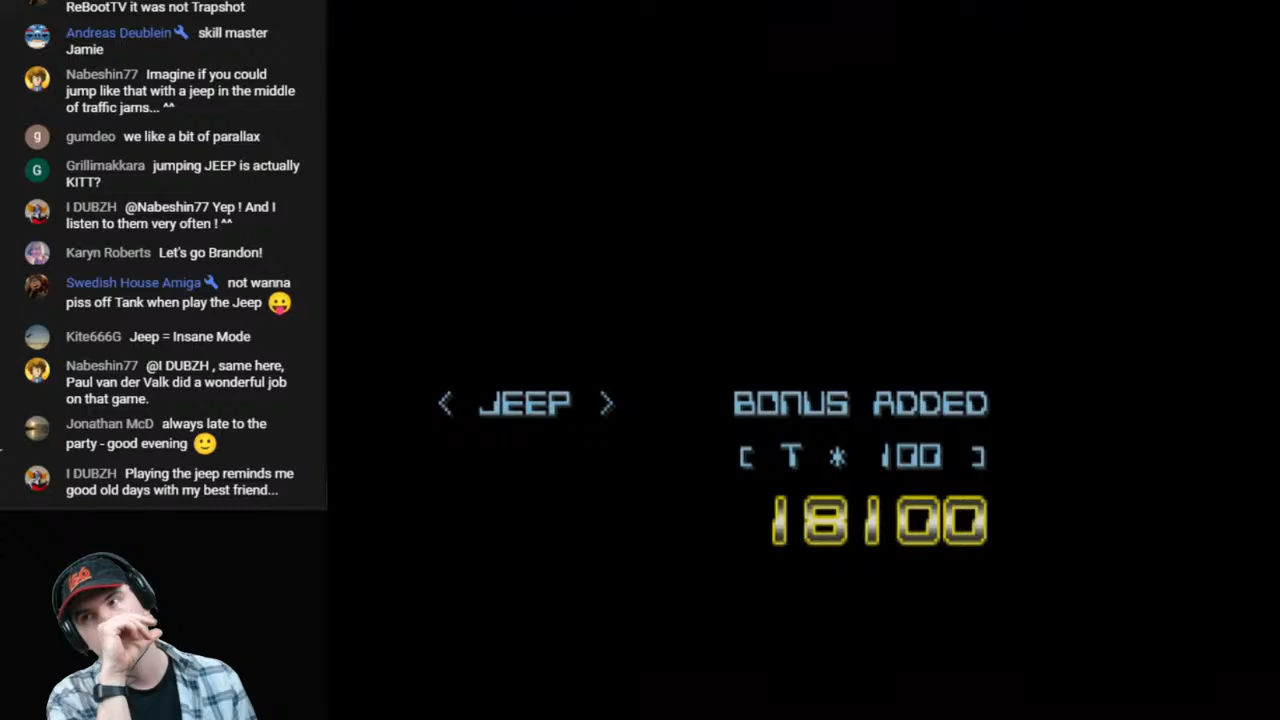 ReBootTV it was not Trapshot
Andreas Deublein skill master
Jamie
Nabeshin77 Imagine if you could
jump like that with a jeep in the middle
of traffic jams... ^^
g gumdeo we like a bit of parallax
G Grillimakkara jumping JEEP is actually
KITT?
I DUBZH @Nabeshin77 Yep ! And I
listen to them very often ! ^^
Karyn Roberts Let's go Brandon!
Swedish House Amiga not wanna
piss off Tank when play the Jeep
Kite666G Jeep = Insane Mode
Nabeshin77 @I DUBZH , same here,
Paul van der Valk did a wonderful job
on that game.
Jonathan McD always late to the
party - good evening
I DUBZH Playing the jeep reminds me
good old days with my best friend...
< JEEP >
BONUS ADDED
[ T * 100 ]
18100